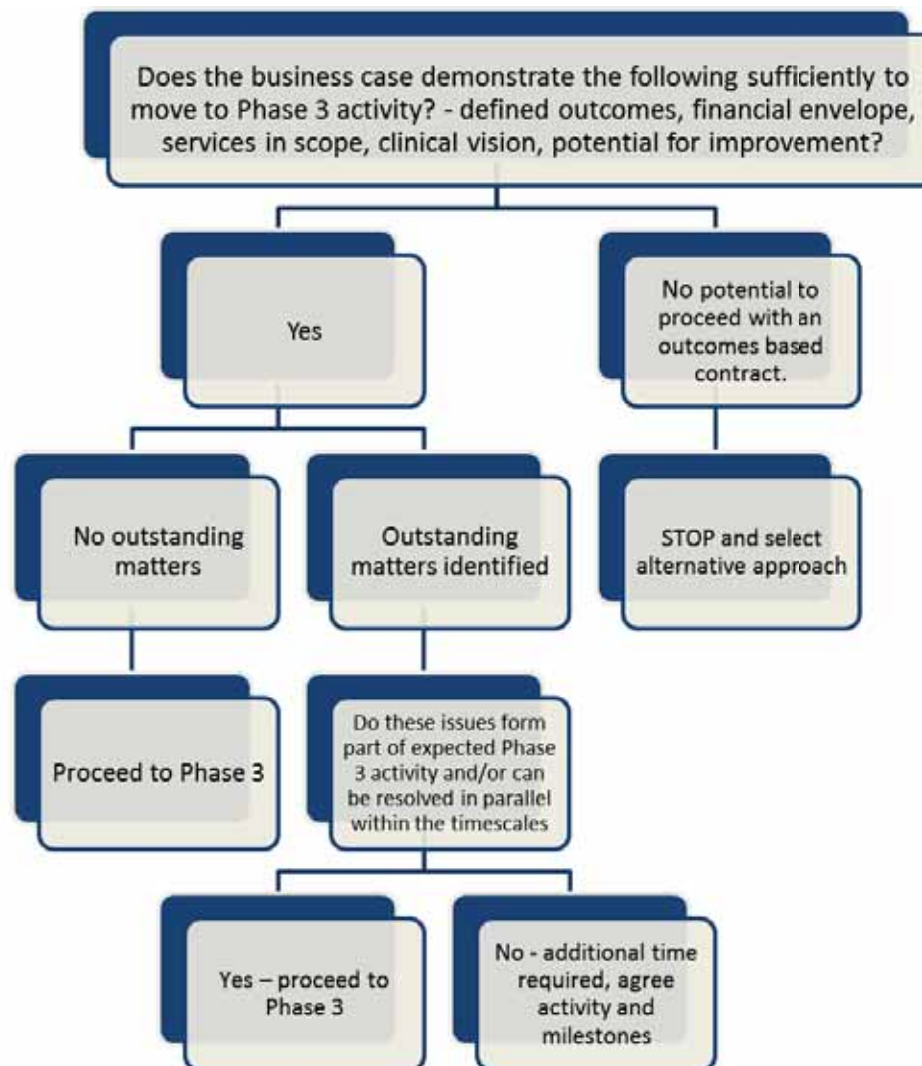 Does the business case demonstrate the following sufficiently to
move to Phase 3 activity? - defined outcomes, financial envelope,
services in scope, clinical vision, potential for improvement?
Yes
No potential to
proceed with an
outcomes based
contract.
No outstanding
matters
Outstanding
matters identified
STOP and select
alternative approach
Proceed to Phase 3
Do these issues form
part of expected Phase
3 activity and/or can
be resolved in parallel
within the timescales
Yes – proceed to
Phase 3
No - additional time
required, agree
activity and
milestones